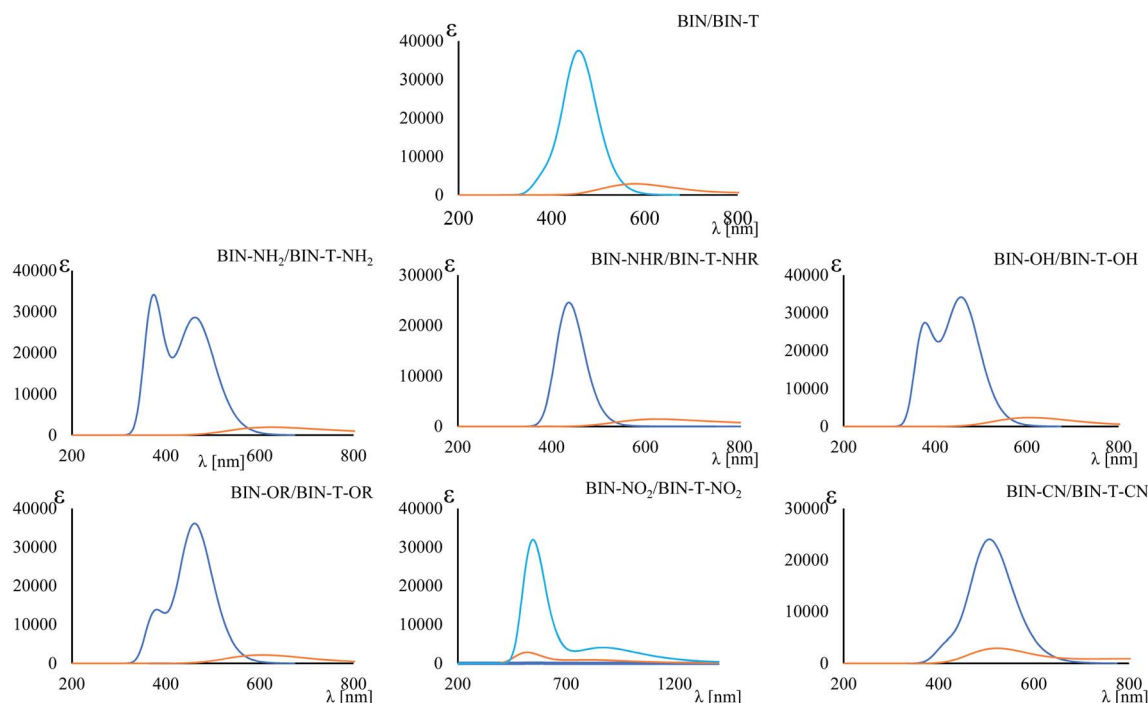 BIN/BIN-T
ε
40000
30000
20000
10000
0
200 400 600 800
λ [nm]
BIN-NH₂/BIN-T-NH₂
ε
40000
30000
20000
10000
0
200 400 600 800
λ [nm]
BIN-NHR/BIN-T-NHR
ε
30000
20000
10000
0
200 400 600 800
λ [nm]
BIN-OH/BIN-T-OH
ε
40000
30000
20000
10000
0
200 400 600 800
λ [nm]
BIN-OR/BIN-T-OR
ε
40000
30000
20000
10000
0
200 400 600 800
λ [nm]
BIN-NO₂/BIN-T-NO₂
ε
40000
30000
20000
10000
0
200 700 1200
λ [nm]
BIN-CN/BIN-T-CN
ε
30000
20000
10000
0
200 400 600 800
λ [nm]